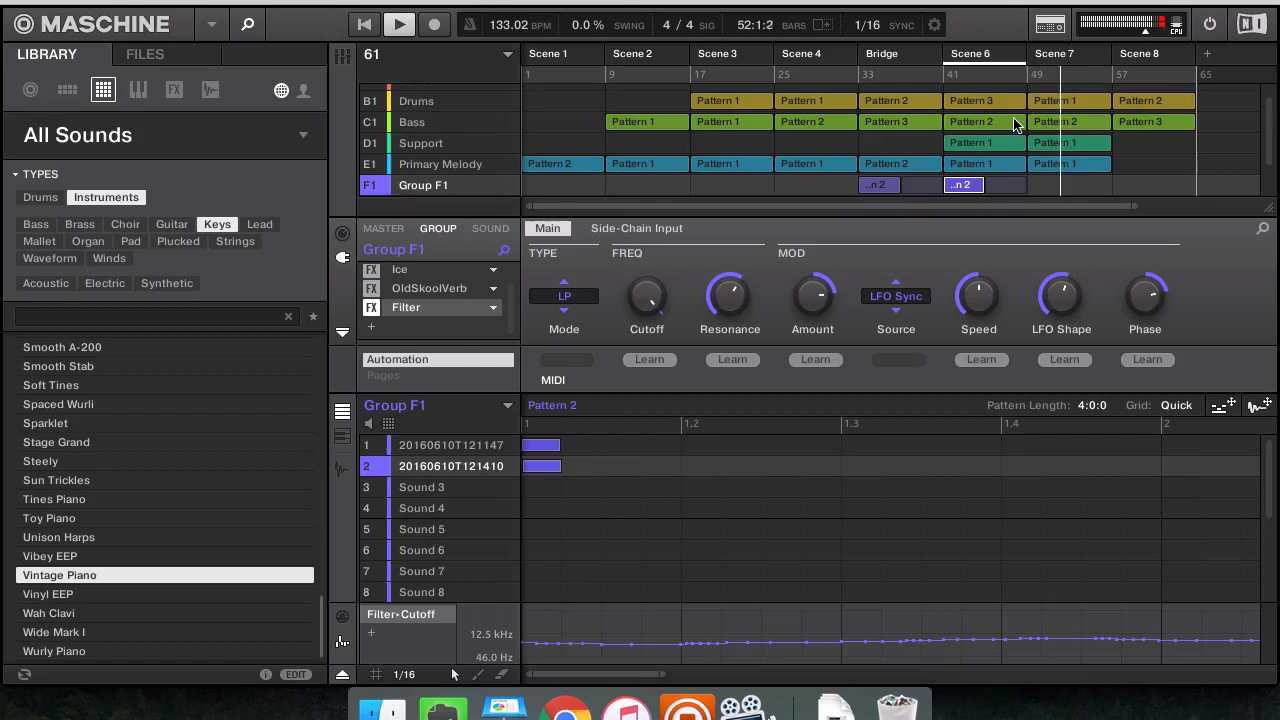 MASCHINE 133.02 BPM 0.0 % SWING 4 / 4 SIG 52:1:2 BARS 1/16 SYNC CPU
LIBRARY FILES 61 Scene 1 Scene 2 Scene 3 Scene 4 Bridge Scene 6 Scene 7 Scene 8 +
1 9 17 25 33 41 49 57 65
B1 Drums Pattern 1 Pattern 1 Pattern 2 Pattern 3 Pattern 1 Pattern 2
C1 Bass Pattern 1 Pattern 1 Pattern 2 Pattern 3 Pattern 2 Pattern 2 Pattern 3
D1 Support Pattern 1 Pattern 1
E1 Primary Melody Pattern 2 Pattern 1 Pattern 1 Pattern 1 Pattern 2 Pattern 1 Pattern 1
F1 Group F1 ..n 2 ..n 2
All Sounds
TYPES
Drums Instruments
Bass Brass Choir Guitar Keys Lead
Mallet Organ Pad Plucked Strings
Waveform Winds
Acoustic Electric Synthetic
Smooth A-200
Smooth Stab
Soft Tines
Spaced Wurli
Sparklet
Stage Grand
Steely
Sun Trickles
Tines Piano
Toy Piano
Unison Harps
Vibey EEP
Vintage Piano
Vinyl EEP
Wah Clavi
Wide Mark I
Wurly Piano
EDIT
MASTER GROUP SOUND Main Side-Chain Input
Group F1 TYPE FREQ MOD
FX Ice
FX OldSkoolVerb
FX Filter
+
LP LFO Sync
Mode Cutoff Resonance Amount Source Speed LFO Shape Phase
Automation Learn Learn Learn Learn Learn Learn
Pages MIDI
Group F1 Pattern 2 Pattern Length: 4:0:0 Grid: Quick
1 1.2 1.3 1.4 2
1 20160610T121147
2 20160610T121410
3 Sound 3
4 Sound 4
5 Sound 5
6 Sound 6
7 Sound 7
8 Sound 8
Filter▸Cutoff
+ 12.5 kHz
46.0 Hz
1/16